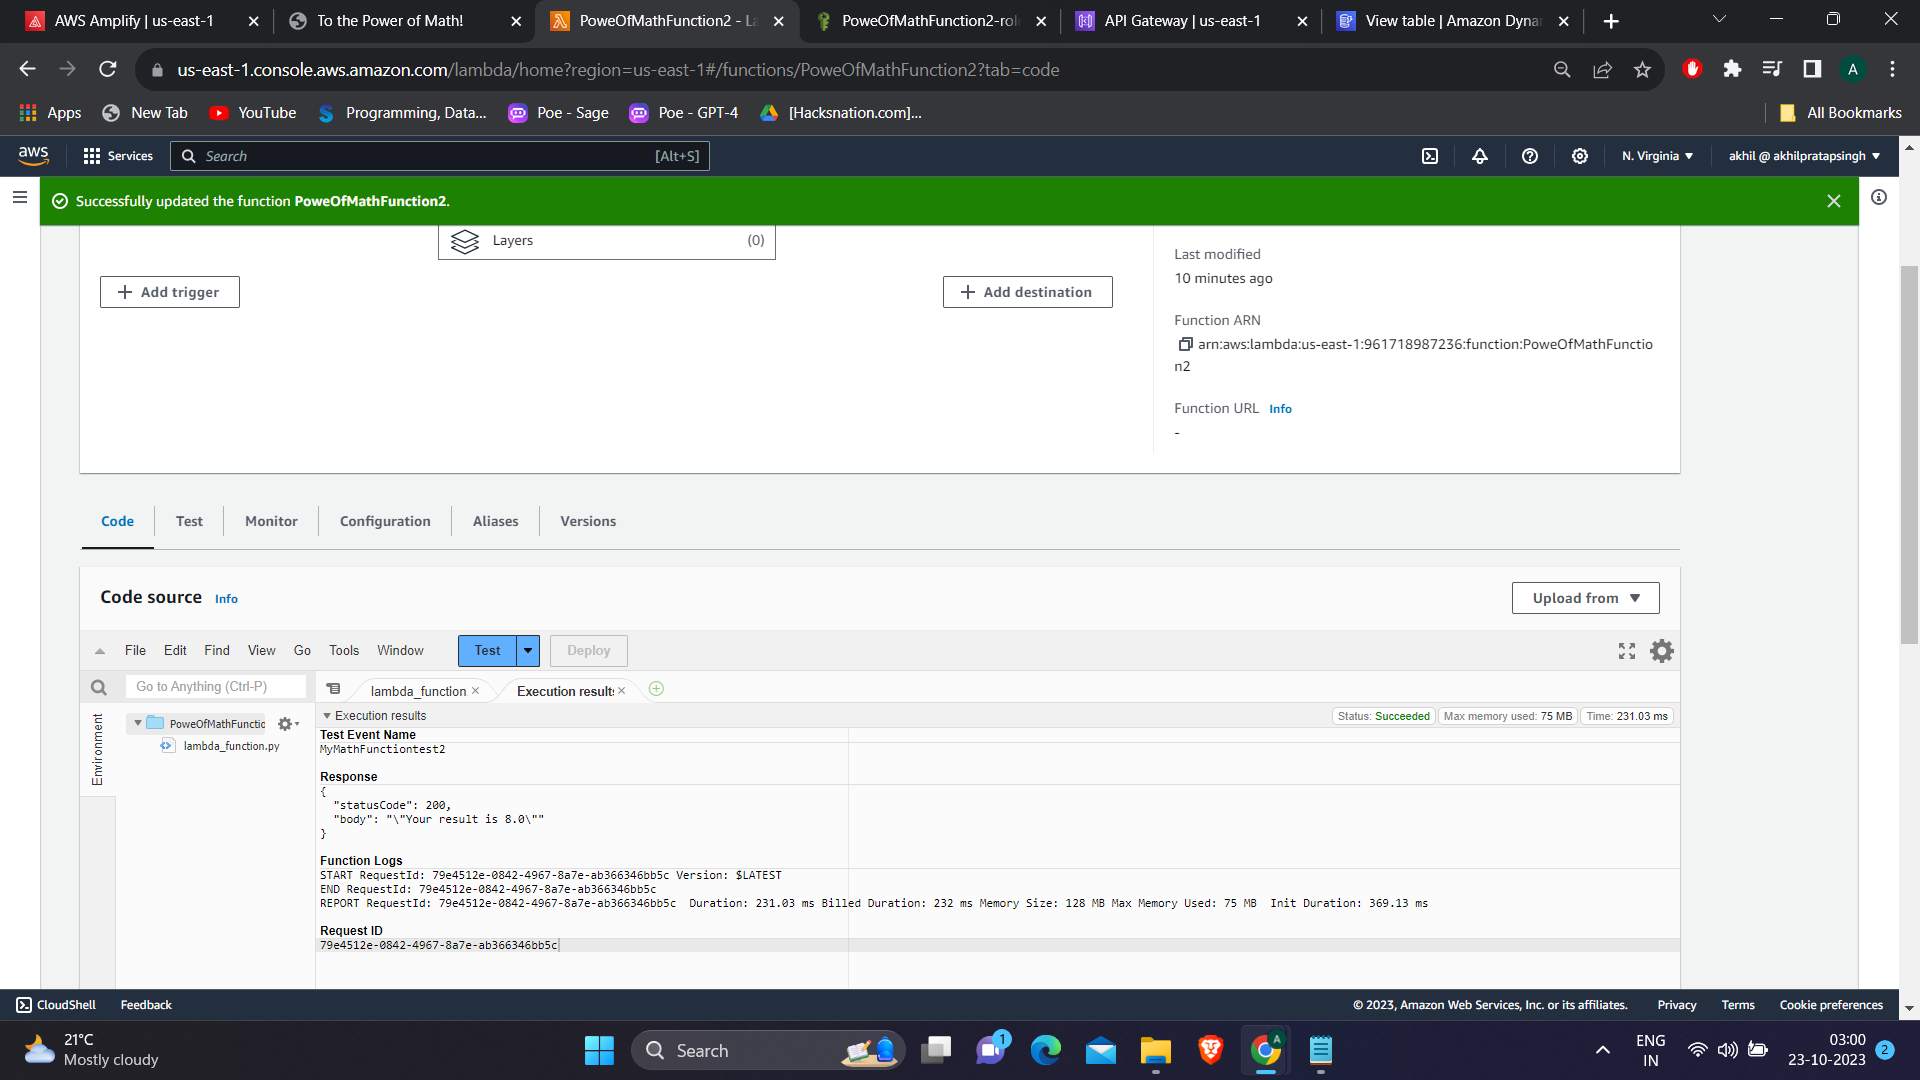 AWS Amplify | us-east-1
To the Power of Math!
PoweOfMathFunction2 - La
PoweOfMathFunction2-role
API Gateway | us-east-1
View table | Amazon Dynam
us-east-1.console.aws.amazon.com/lambda/home?region=us-east-1#/functions/PoweOfMathFunction2?tab=code
A
Apps
New Tab
YouTube
Programming, Data...
Poe - Sage
Poe - GPT-4
[Hacksnation.com]...
All Bookmarks
aws
Services
Search
[Alt+S]
N. Virginia
akhil @ akhilpratapsingh
Successfully updated the function PoweOfMathFunction2.
Layers
(0)
Add trigger
Add destination
Last modified
10 minutes ago
Function ARN
arn:aws:lambda:us-east-1:961718987236:function:PoweOfMathFunctio
n2
Function URL Info
-
Code
Test
Monitor
Configuration
Aliases
Versions
Code source Info
Upload from
File
Edit
Find
View
Go
Tools
Window
Test
Deploy
Go to Anything (Ctrl-P)
lambda_function
Execution results
Environment
PoweOfMathFunctio
lambda_function.py
Execution results
Status: Succeeded
Max memory used: 75 MB
Time: 231.03 ms
Test Event Name
MyMathFunctiontest2
Response
{
"statusCode": 200,
"body": "\"Your result is 8.0\""
}
Function Logs
START RequestId: 79e4512e-0842-4967-8a7e-ab366346bb5c Version: $LATEST
END RequestId: 79e4512e-0842-4967-8a7e-ab366346bb5c
REPORT RequestId: 79e4512e-0842-4967-8a7e-ab366346bb5c Duration: 231.03 ms Billed Duration: 232 ms Memory Size: 128 MB Max Memory Used: 75 MB Init Duration: 369.13 ms
Request ID
79e4512e-0842-4967-8a7e-ab366346bb5c
CloudShell
Feedback
© 2023, Amazon Web Services, Inc. or its affiliates.
Privacy
Terms
Cookie preferences
21°C
Mostly cloudy
Search
1
A
ENG
IN
03:00
23-10-2023
2